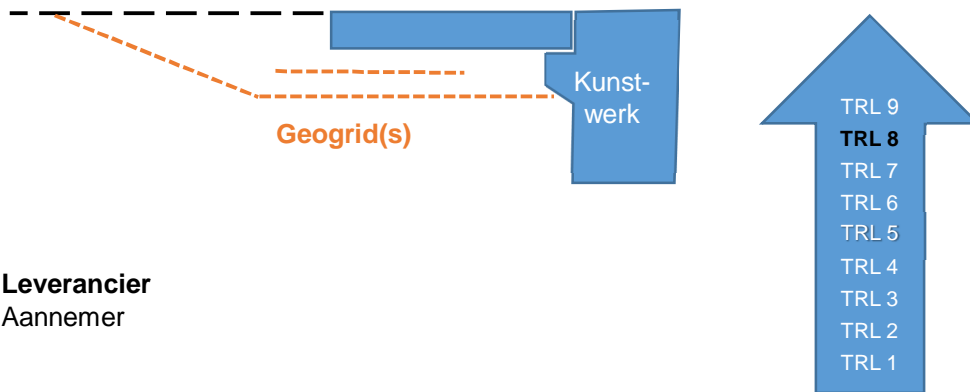 Kunst-
werk
Geogrid(s)
Leverancier
Aannemer
TRL 9
TRL 8
TRL 7
TRL 6
TRL 5
TRL 4
TRL 3
TRL 2
TRL 1